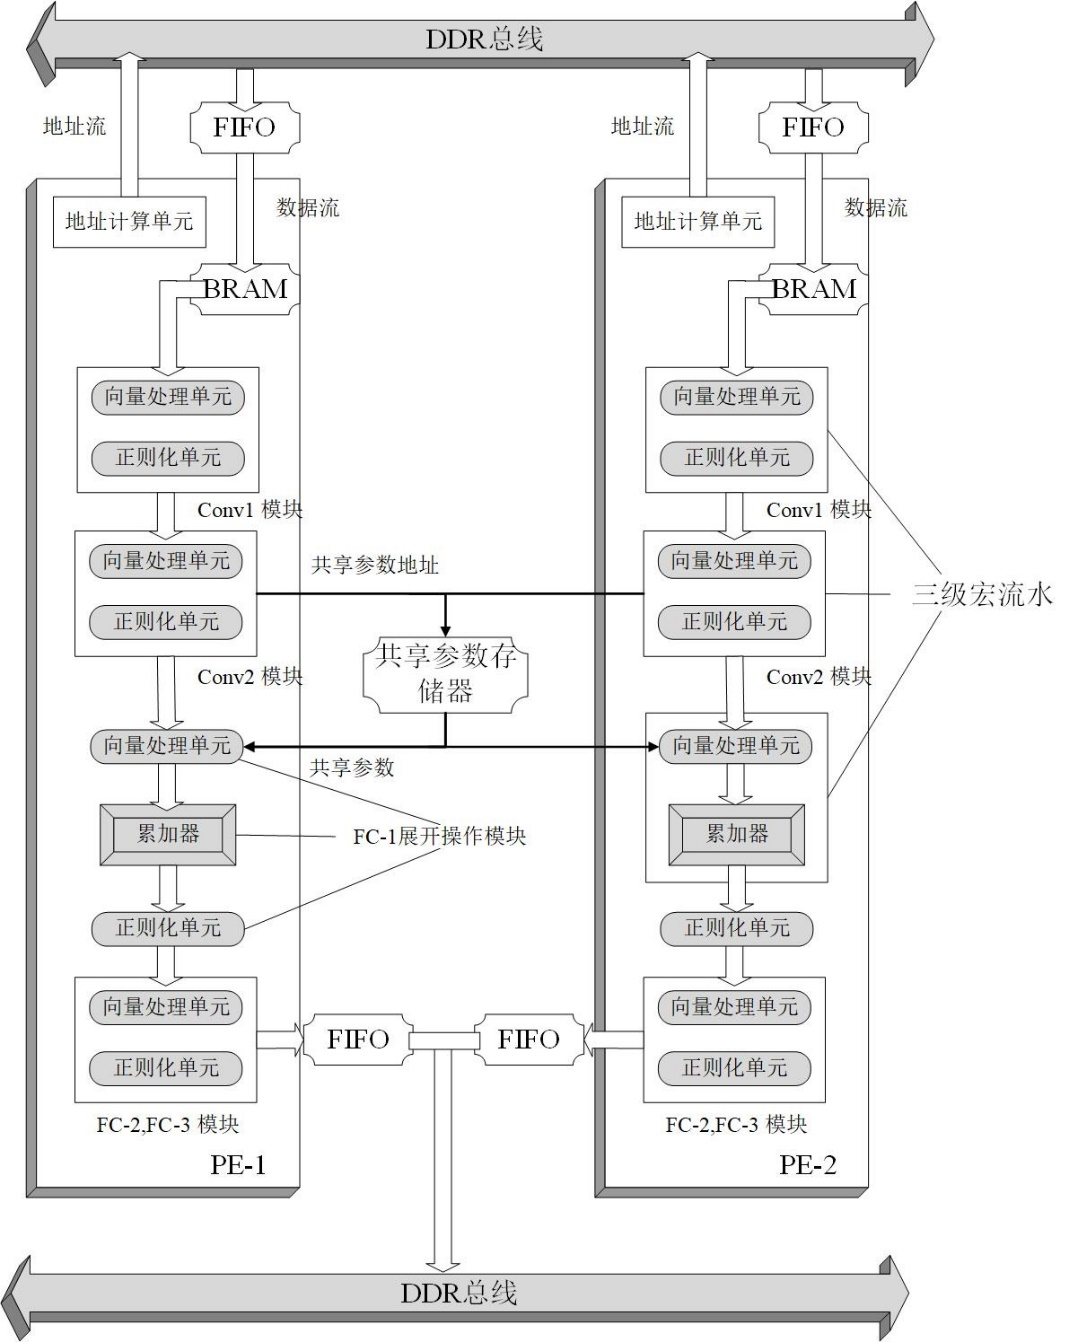 DDR总线
地址流
FIFO
地址流
FIFO
地址计算单元
数据流
地址计算单元
数据流
BRAM
BRAM
向量处理单元
正则化单元
Conv1 模块
向量处理单元
正则化单元
Conv1 模块
向量处理单元
正则化单元
Conv2 模块
共享参数地址
共享参数存
储器
共享参数
向量处理单元
正则化单元
Conv2 模块
三级宏流水
向量处理单元
累加器
FC-1展开操作模块
向量处理单元
累加器
正则化单元
正则化单元
向量处理单元
正则化单元
FC-2,FC-3 模块
PE-1
FIFO
FIFO
向量处理单元
正则化单元
FC-2,FC-3 模块
PE-2
DDR总线